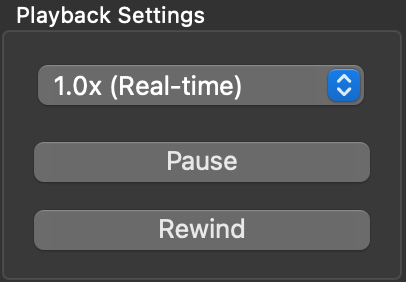 Playback Settings
1.0x (Real-time)
Pause
Rewind